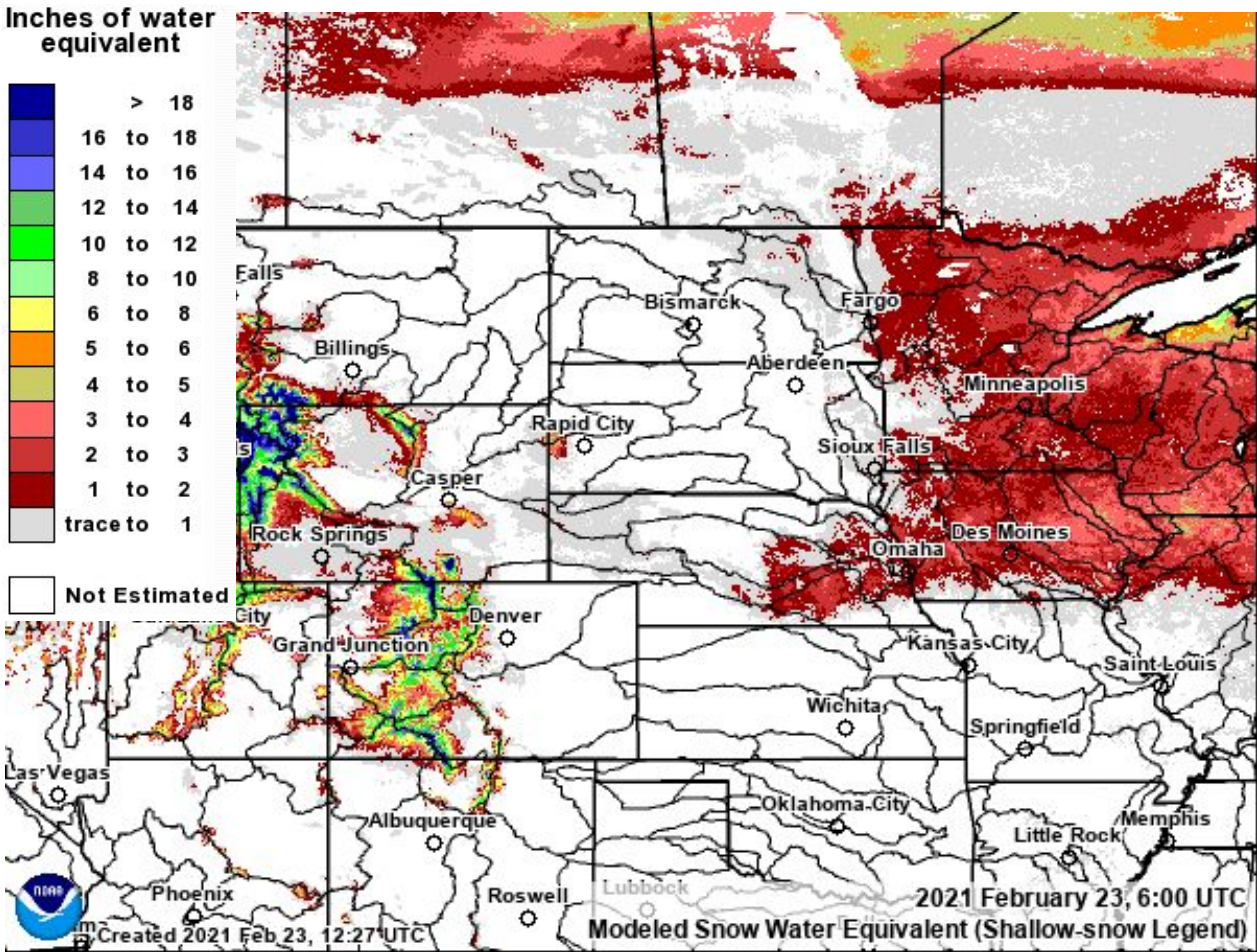 Inches of water
equivalent
> 18
16 to 18
14 to 16
12 to 14
10 to 12
8 to 10
6 to 8
5 to 6
4 to 5
3 to 4
2 to 3
1 to 2
trace to 1
Not Estimated
Falls
Bismarck
Fargo
Billings
Aberdeen
Minneapolis
Rapid City
ls
Sioux Falls
Casper
Rock Springs
Des Moines
Omaha
City
Denver
Grand Junction
Kansas City
Saint Louis
Wichita
Springfield
Las Vegas
Oklahoma City
Albuquerque
Memphis
Little Rock
NOAA
Phoenix
Roswell
Lubbock
2021 February 23, 6:00 UTC
Created 2021 Feb 23, 12:27 UTC
Modeled Snow Water Equivalent (Shallow-snow Legend)